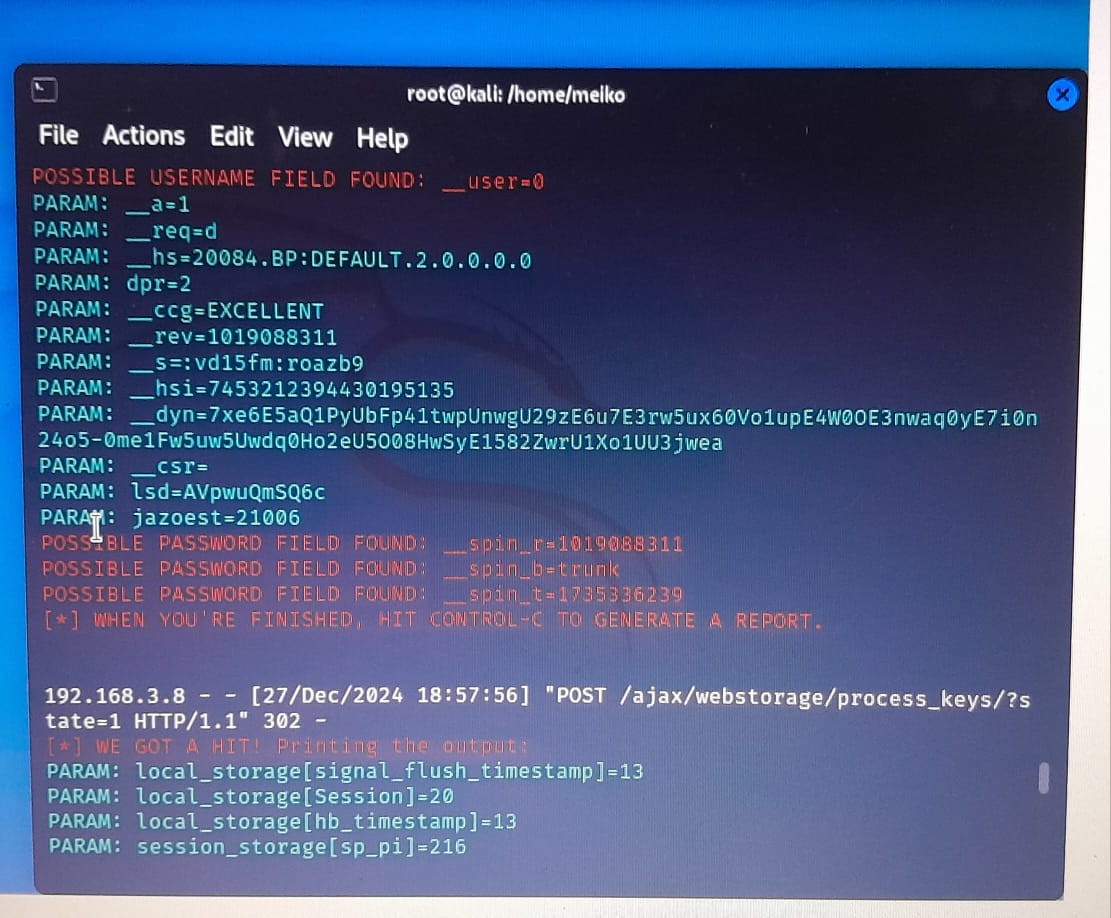 root@kali: /home/meiko
File Actions Edit View Help
POSSIBLE USERNAME FIELD FOUND: __user=0
PARAM: __a=1
PARAM: __req=d
PARAM: __hs=20084.BP:DEFAULT.2.0.0.0.0
PARAM: dpr=2
PARAM: __ccg=EXCELLENT
PARAM: __rev=1019088311
PARAM: __s=:vd15fm:roazb9
PARAM: __hsi=7453212394430195135
PARAM: __dyn=7xe6E5aQ1PyUbFp41twpUnwgU29zE6u7E3rw5ux60Vo1upE4W0OE3nwaq0yE7i0n
24o5-0me1Fw5uw5Uwdq0Ho2eU5O08HwSyE1582ZwrU1Xo1UU3jwea
PARAM: __csr=
PARAM: lsd=AVpwuQmSQ6c
PARAM: jazoest=21006
POSSIBLE PASSWORD FIELD FOUND: __spin_r=1019088311
POSSIBLE PASSWORD FIELD FOUND: __spin_b=trunk
POSSIBLE PASSWORD FIELD FOUND: __spin_t=1735336239
[*] WHEN YOU'RE FINISHED, HIT CONTROL-C TO GENERATE A REPORT.
192.168.3.8 - - [27/Dec/2024 18:57:56] "POST /ajax/webstorage/process_keys/?s
tate=1 HTTP/1.1" 302 -
[*] WE GOT A HIT! Printing the output:
PARAM: local_storage[signal_flush_timestamp]=13
PARAM: local_storage[Session]=20
PARAM: local_storage[hb_timestamp]=13
PARAM: session_storage[sp_pi]=216